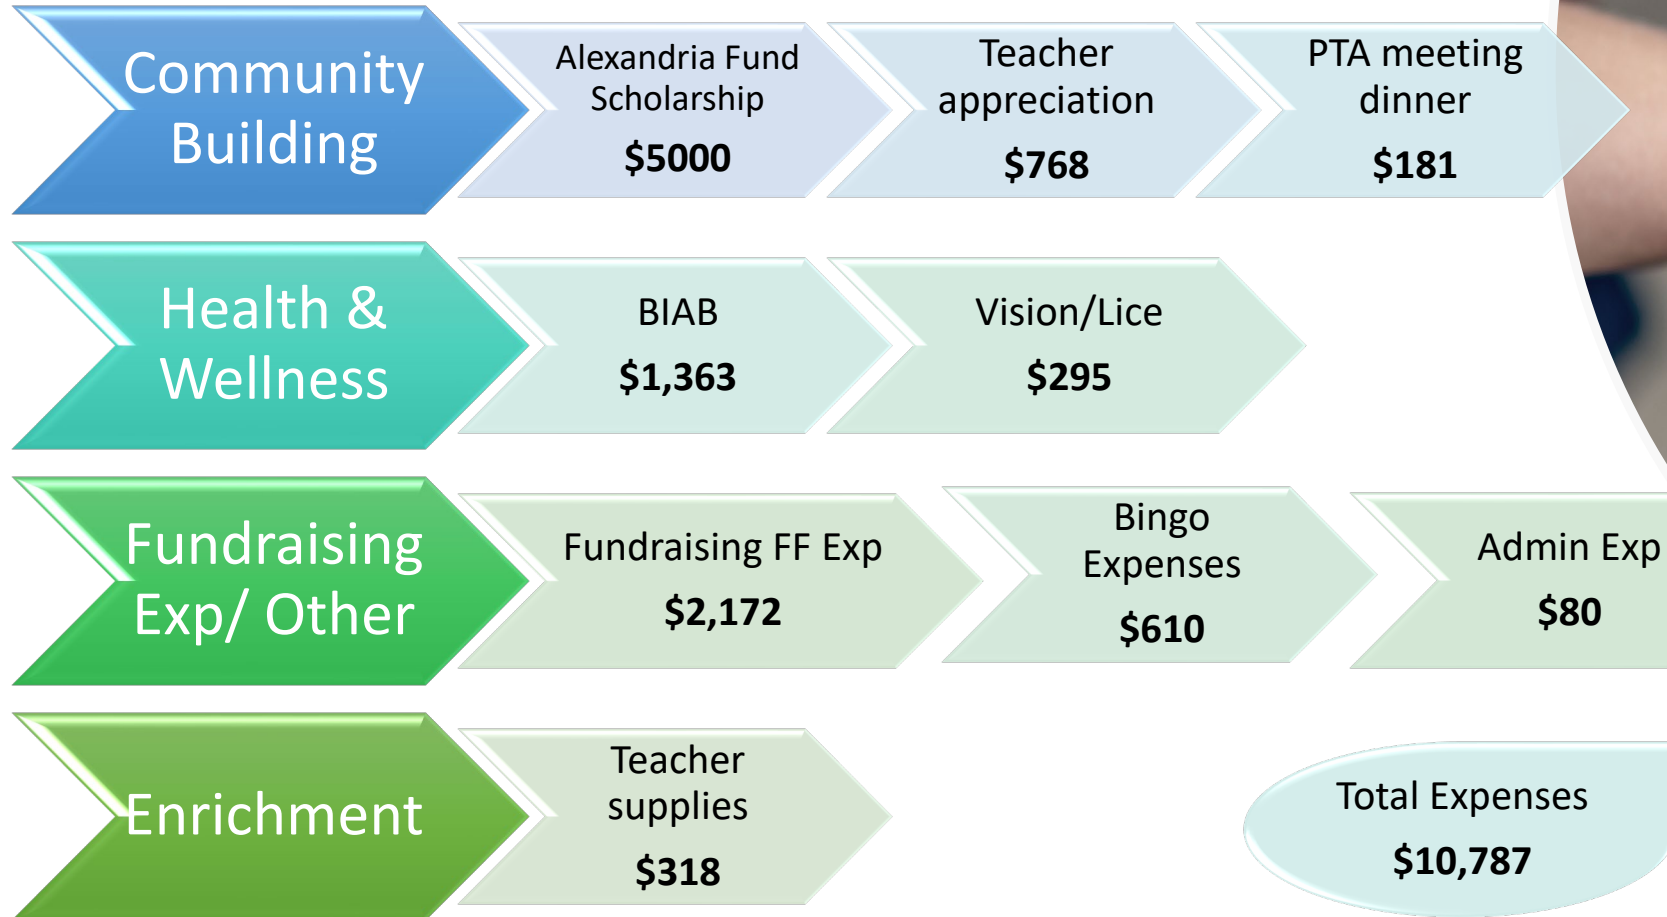 Community
Building
Alexandria Fund
Scholarship
$5000
Teacher
appreciation
$768
PTA meeting
dinner
$181
Health &
Wellness
BIAB
$1,363
Vision/Lice
$295
Fundraising
Exp/ Other
Fundraising FF Exp
$2,172
Bingo
Expenses
$610
Admin Exp
$80
Enrichment
Teacher
supplies
$318
Total Expenses
$10,787